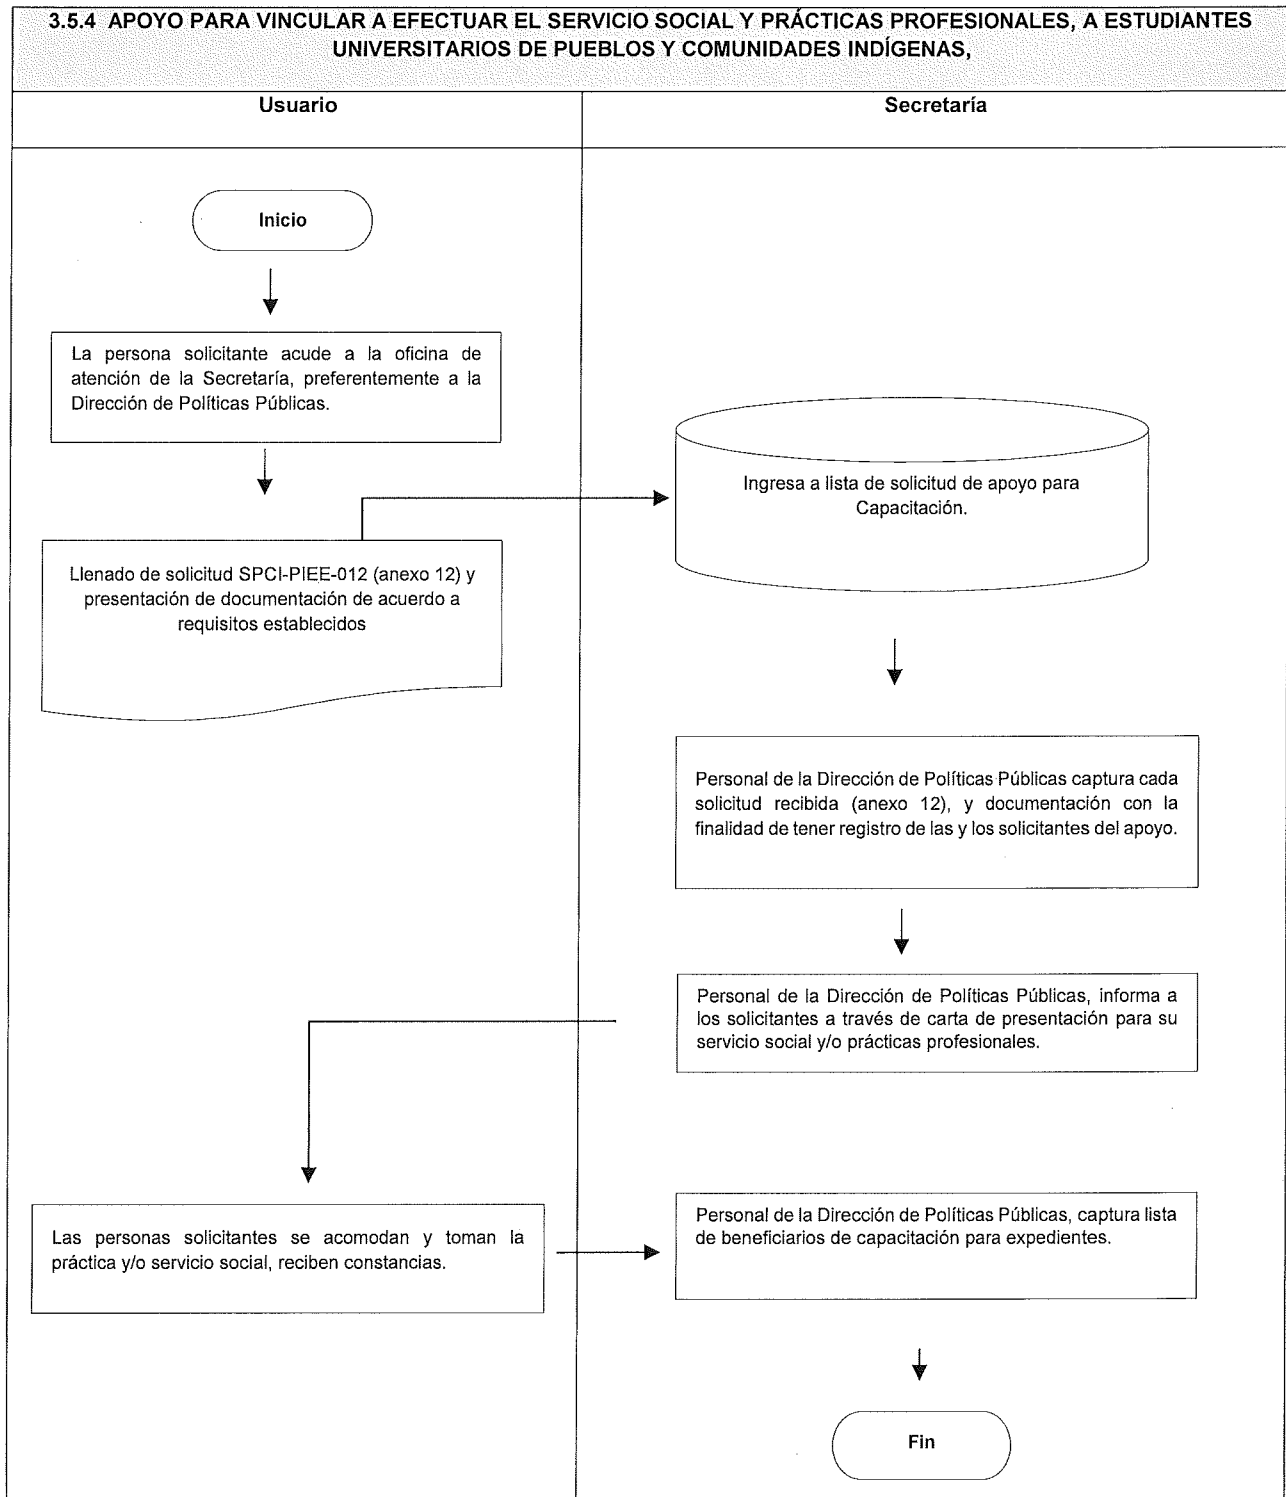 3.5.4 APOYO PARA VINCULAR A EFECTUAR EL SERVICIO SOCIAL Y PRÁCTICAS PROFESIONALES, A ESTUDIANTES
UNIVERSITARIOS DE PUEBLOS Y COMUNIDADES INDÍGENAS,
Usuario
Secretaría
Inicio
La persona solicitante acude a la oficina de
atención de la Secretaría, preferentemente a la
Dirección de Políticas Públicas.
Llenado de solicitud SPCI-PIEE-012 (anexo 12) y
presentación de documentación de acuerdo a
requisitos establecidos
Ingresa a lista de solicitud de apoyo para
Capacitación.
Personal de la Dirección de Políticas Públicas captura cada
solicitud recibida (anexo 12), y documentación con la
finalidad de tener registro de las y los solicitantes del apoyo.
Personal de la Dirección de Políticas Públicas, informa a
los solicitantes a través de carta de presentación para su
servicio social y/o prácticas profesionales.
Las personas solicitantes se acomodan y toman la
práctica y/o servicio social, reciben constancias.
Personal de la Dirección de Políticas Públicas, captura lista
de beneficiarios de capacitación para expedientes.
Fin